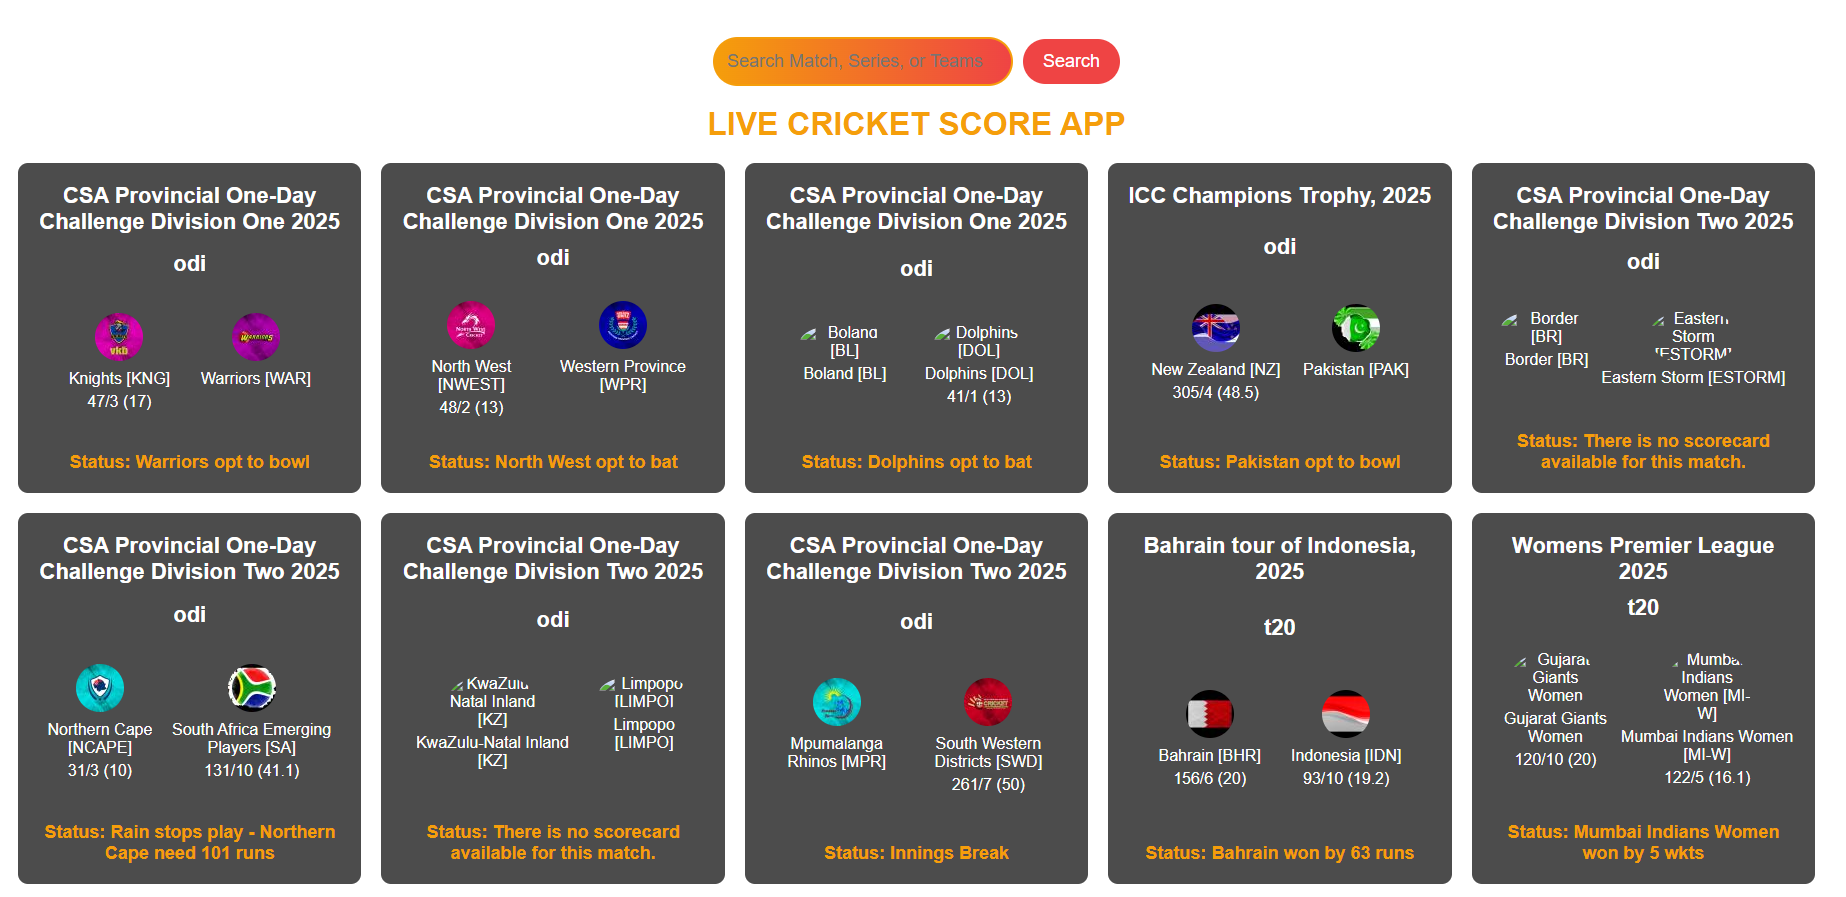 Search Match, Series, or Teams
Search
LIVE CRICKET SCORE APP
CSA Provincial One-Day
Challenge Division One 2025
odi
vkb
WARRIORS
Knights [KNG]
47/3 (17)
Warriors [WAR]
Status: Warriors opt to bowl
CSA Provincial One-Day
Challenge Division One 2025
odi
North West
Cricket
North West
[NWEST]
48/2 (13)
Western Province
[WPR]
Status: North West opt to bat
CSA Provincial One-Day
Challenge Division One 2025
odi
Boland
[BL]
Boland [BL]
Dolphins
[DOL]
Dolphins [DOL]
41/1 (13)
Status: Dolphins opt to bat
ICC Champions Trophy, 2025
odi
New Zealand [NZ]
305/4 (48.5)
Pakistan [PAK]
Status: Pakistan opt to bowl
CSA Provincial One-Day
Challenge Division Two 2025
odi
Border
[BR]
Border [BR]
Eastern
Storm
[ESTORM]
Eastern Storm [ESTORM]
Status: There is no scorecard
available for this match.
CSA Provincial One-Day
Challenge Division Two 2025
odi
Northern Cape
[NCAPE]
31/3 (10)
South Africa Emerging
Players [SA]
131/10 (41.1)
Status: Rain stops play - Northern
Cape need 101 runs
CSA Provincial One-Day
Challenge Division Two 2025
odi
KwaZulu
Natal Inland
[KZ]
KwaZulu-Natal Inland
[KZ]
Limpopo
[LIMPO]
Limpopo
[LIMPO]
Status: There is no scorecard
available for this match.
CSA Provincial One-Day
Challenge Division Two 2025
odi
Mpumalanga
Rhinos [MPR]
CRICKET
South Western
Districts [SWD]
261/7 (50)
Status: Innings Break
Bahrain tour of Indonesia,
2025
t20
Bahrain [BHR]
156/6 (20)
Indonesia [IDN]
93/10 (19.2)
Status: Bahrain won by 63 runs
Womens Premier League
2025
t20
Gujarat
Giants
Women
Gujarat Giants
Women
120/10 (20)
Mumbai
Indians
Women [MI-
W]
Mumbai Indians Women
[MI-W]
122/5 (16.1)
Status: Mumbai Indians Women
won by 5 wkts